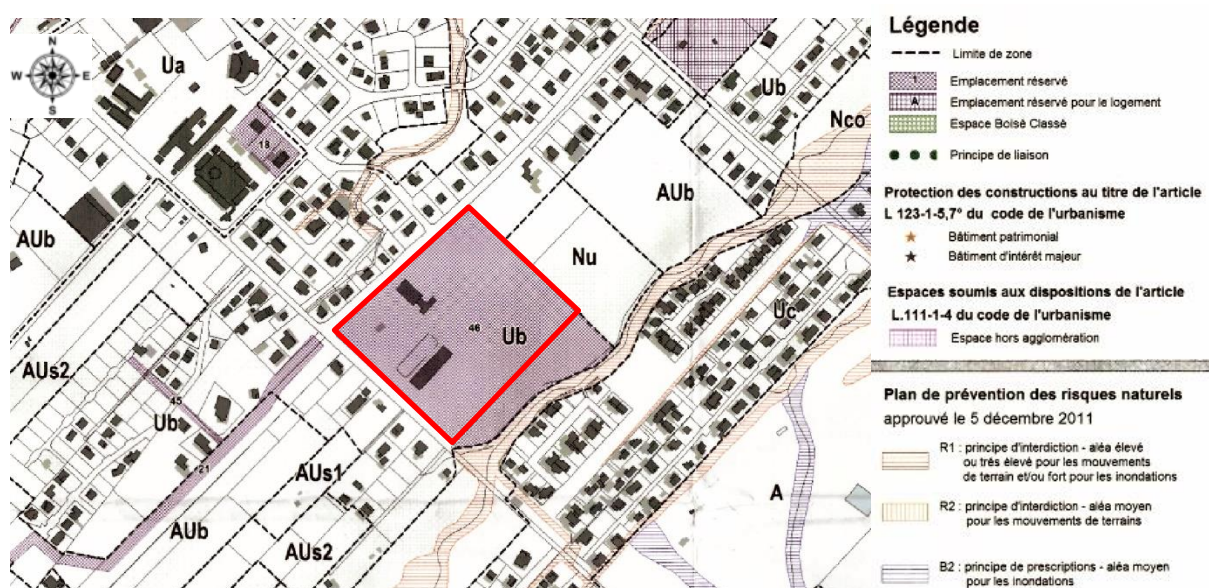 N
W
E
S
Ua
19
AUb
AUs2
45
Ub
21
AUs1
AUb
AUs2
46
Ub
Nu
AUb
Ub
Nco
Uc
A
Légende
Limite de zone
1
Emplacement réservé
A
Emplacement réservé pour le logement
Espace Boisé Classé
Principe de liaison
Protection des constructions au titre de l'article
L 123-1-5,7° du code de l'urbanisme
Bâtiment patrimonial
Bâtiment d'intérêt majeur
Espaces soumis aux dispositions de l'article
L.111-1-4 du code de l'urbanisme
Espace hors agglomération
Plan de prévention des risques naturels
approuvé le 5 décembre 2011
R1 : principe d'interdiction - aléa élevé
ou très élevé pour les mouvements
de terrain et/ou fort pour les inondations
R2 : principe d'interdiction - aléa moyen
pour les mouvements de terrains
B2 : principe de prescriptions - aléa moyen
pour les inondations